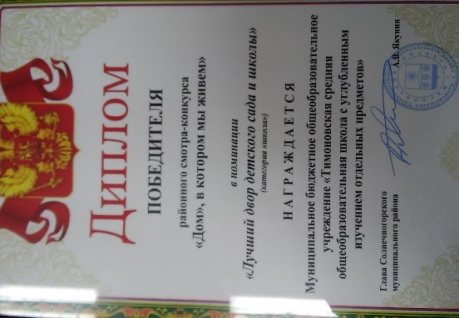 ДИПЛОМ
ПОБЕДИТЕЛЯ
районного смотра-конкурса
«Дом, в котором мы живем»
в номинации
«Лучший двор детского сада и школы»
(категория «школа»)
НАГРАЖДАЕТСЯ
Муниципальное бюджетное общеобразовательное
учреждение «Тимоновская средняя
общеобразовательная школа с углубленным
изучением отдельных предметов»
Глава Солнечногорского
муниципального района
А.А. Якунин